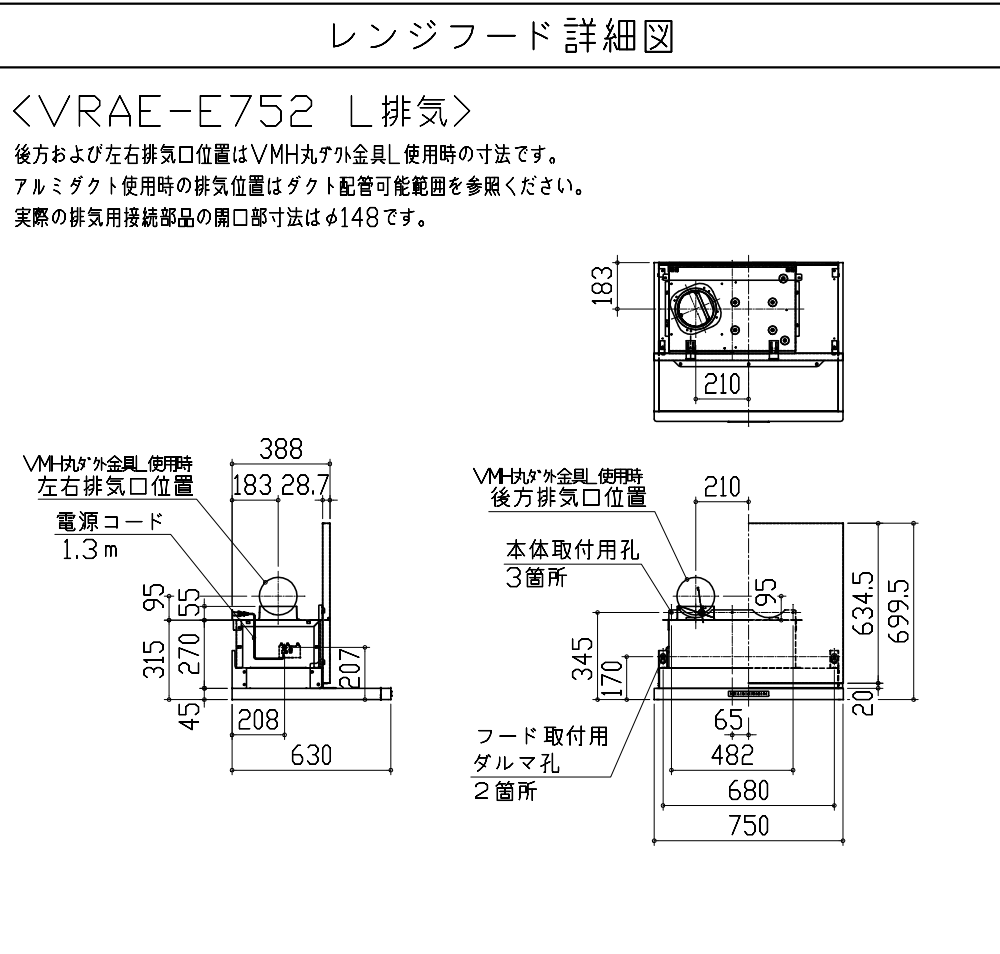 レンジフード詳細図
<VRAE-E752 L排気>
後方および左右排気口位置はVMH丸ﾀﾞｸﾄ金具L使用時の寸法です。
アルミダクト使用時の排気位置はダクト配管可能範囲を参照ください。
実際の排気用接続部品の開口部寸法はφ148です。
183
210
388
VMH丸ﾀﾞｸﾄ金具L使用時
左右排気口位置
183
28.7
電源コード
1.3m
95
55
315
270
207
45
208
630
VMH丸ﾀﾞｸﾄ金具L使用時
後方排気口位置
210
本体取付用孔
3箇所
95
634.5
699.5
345
170
20
65
フード取付用
ダルマ孔
2箇所
482
680
750